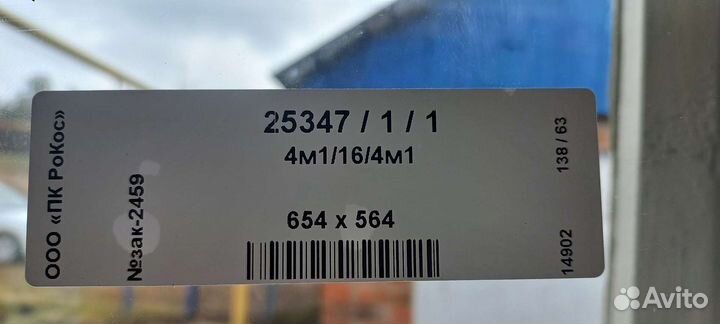 ООО «ПК РоКос»
№зак-2459
25347 / 1 / 1
4м1/16/4м1
654 x 564
138 / 63
14902
Avito